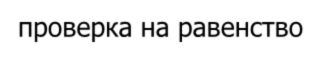 проверка на равенство